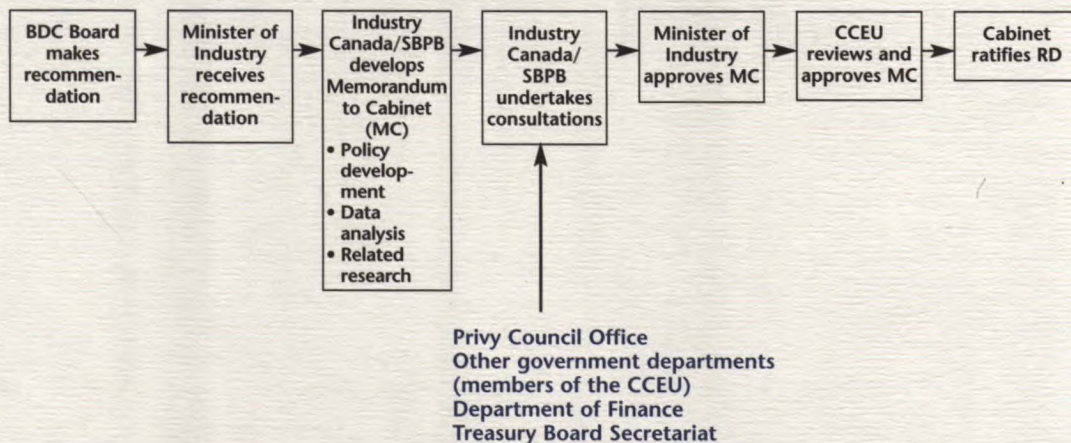 BDC Board
makes
recommen-
dation
Minister of
Industry
receives
recommen-
dation
Industry
Canada/SBPB
develops
Memorandum
to Cabinet
(MC)
• Policy
develop-
ment
• Data
analysis
• Related
research
Industry
Canada/
SBPB
undertakes
consultations
Minister of
Industry
approves MC
CCEU
reviews and
approves MC
Cabinet
ratifies RD
Privy Council Office
Other government departments
(members of the CCEU)
Department of Finance
Treasury Board Secretariat